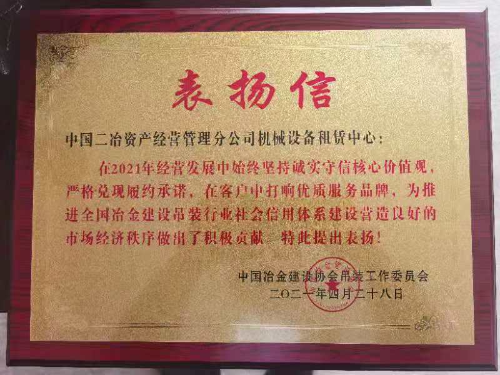 表扬信
中国二冶资产经营管理分公司机械设备租赁中心：
在2021年经营发展中始终坚持诚实守信核心价值观，
严格兑现履约承诺，在客户中打响优质服务品牌，为推
进全国冶金建设吊装行业社会信用体系建设营造良好的
市场经济秩序做出了积极贡献，特此提出表扬！
中国冶金建设协会吊装工作委员会
二〇二一年四月二十八日